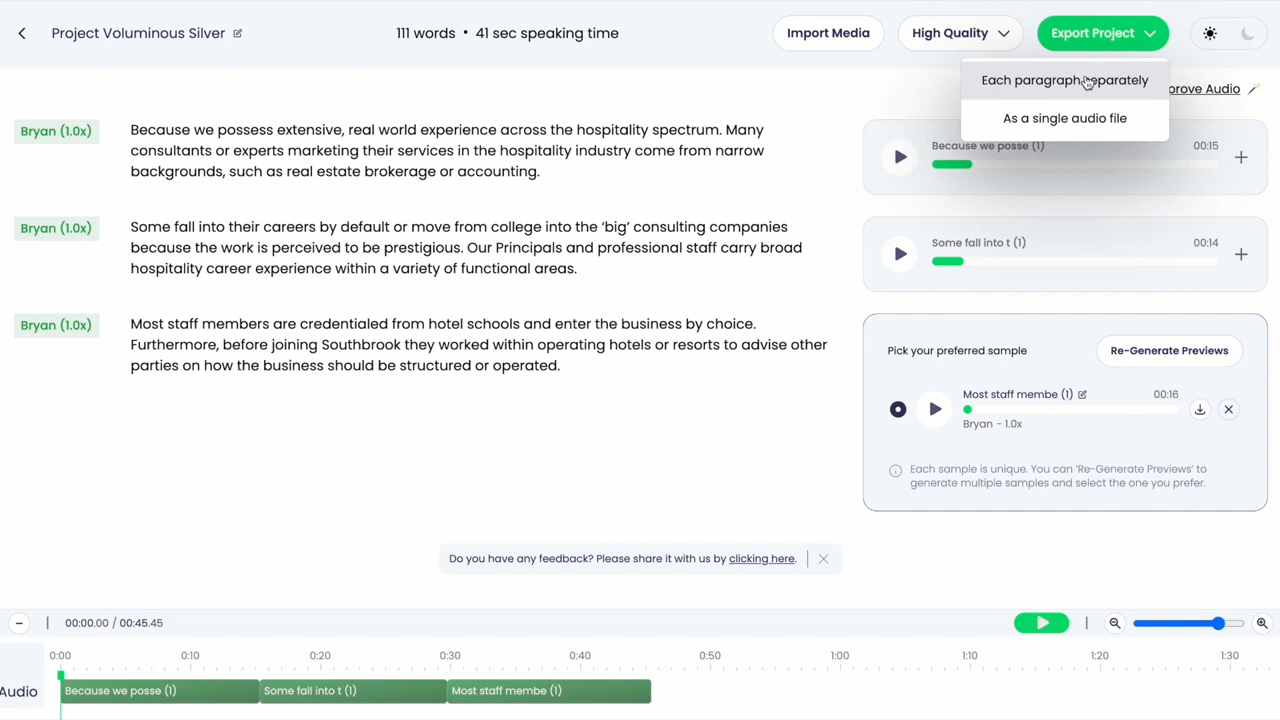 Project Voluminous Silver
111 words • 41 sec speaking time
Import Media
High Quality
Export Project
Each paragraph separately
As a single audio file
prove Audio
Bryan (1.0x)
Because we possess extensive, real world experience across the hospitality spectrum. Many
consultants or experts marketing their services in the hospitality industry come from narrow
backgrounds, such as real estate brokerage or accounting.
Because we posse (1)
00:15
Bryan (1.0x)
Some fall into their careers by default or move from college into the ‘big’ consulting companies
because the work is perceived to be prestigious. Our Principals and professional staff carry broad
hospitality career experience within a variety of functional areas.
Some fall into t (1)
00:14
Bryan (1.0x)
Most staff members are credentialed from hotel schools and enter the business by choice.
Furthermore, before joining Southbrook they worked within operating hotels or resorts to advise other
parties on how the business should be structured or operated.
Pick your preferred sample
Re-Generate Previews
Most staff membe (1)
00:16
Bryan - 1.0x
Each sample is unique. You can ‘Re-Generate Previews’ to
generate multiple samples and select the one you prefer.
Do you have any feedback? Please share it with us by clicking here.
00:00.00 / 00:45.45
0:00 0:10 0:20 0:30 0:40 0:50 1:00 1:10 1:20 1:30
Audio
Because we posse (1)
Some fall into t (1)
Most staff membe (1)